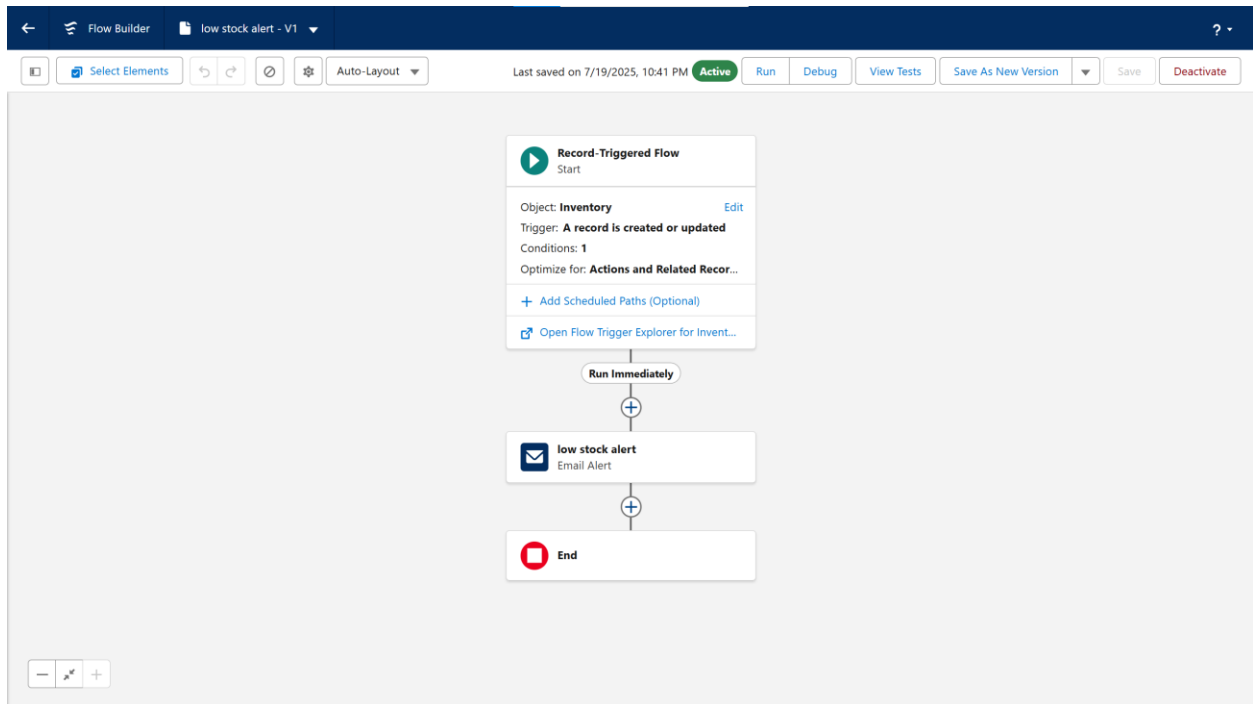 Flow Builder
low stock alert - V1
? 
Select Elements
Auto-Layout
Last saved on 7/19/2025, 10:41 PM
Active
Run
Debug
View Tests
Save As New Version
Save
Deactivate
Record-Triggered Flow
Start
Object: Inventory
Edit
Trigger: A record is created or updated
Conditions: 1
Optimize for: Actions and Related Recor...
+ Add Scheduled Paths (Optional)
Open Flow Trigger Explorer for Invent...
Run Immediately
low stock alert
Email Alert
End